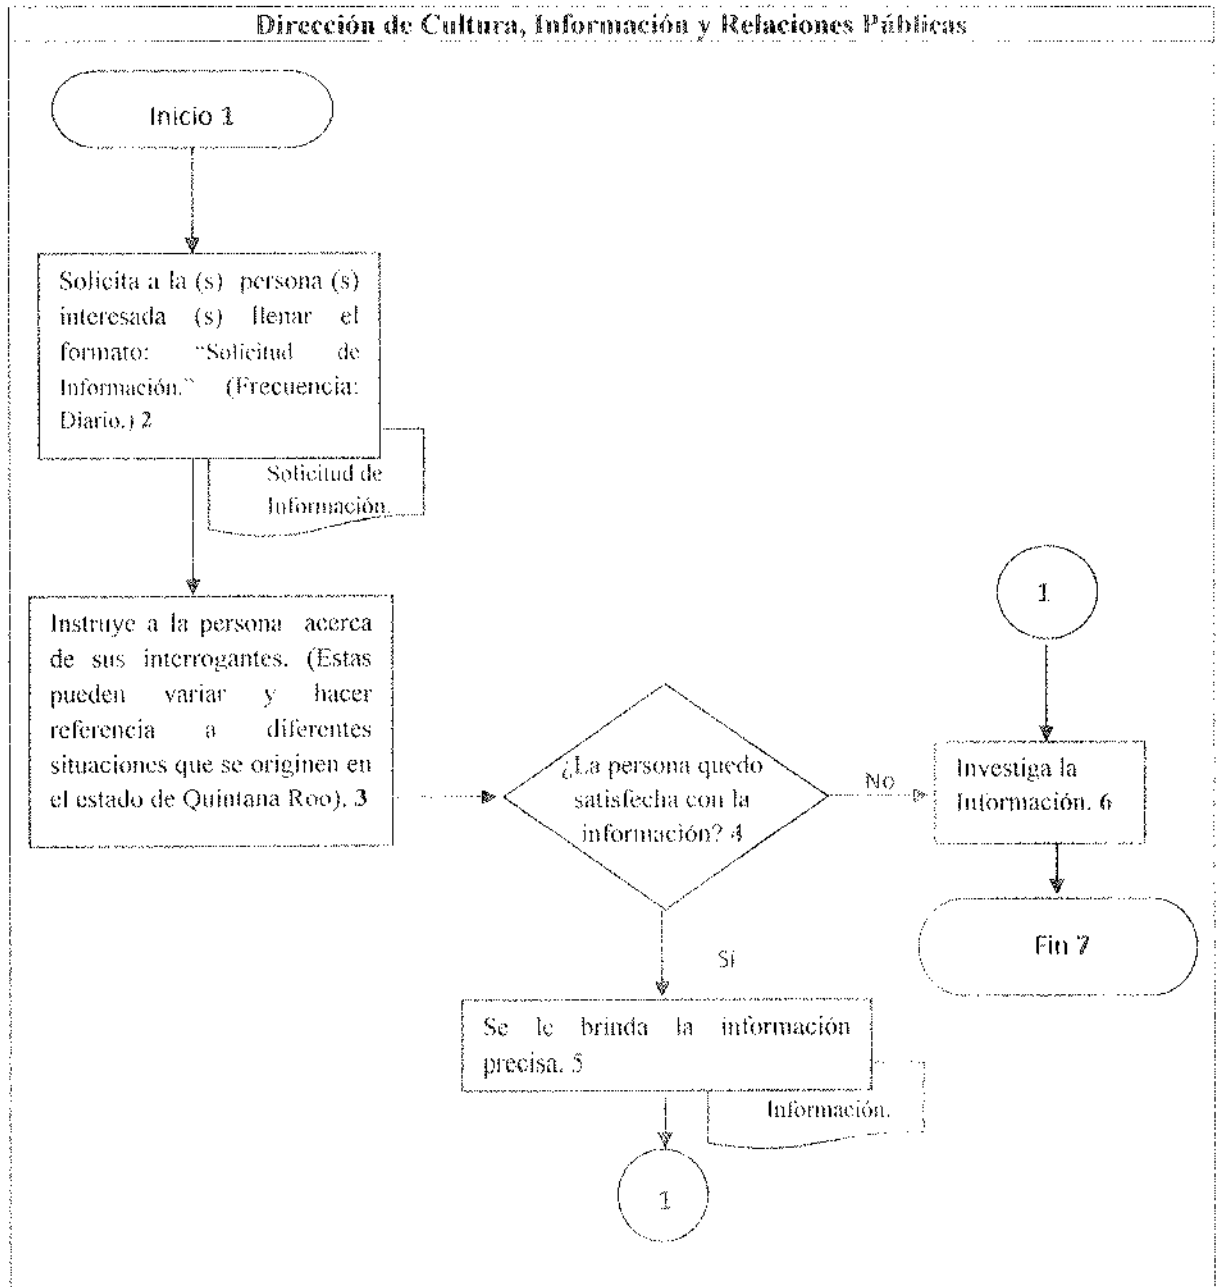 Dirección de Cultura, Información y Relaciones Públicas
Inicio 1
Solicita a la (s) persona (s)
interesada (s) llenar el
formato: “Solicitud de
Información.” (Frecuencia:
Diario.) 2
Solicitud de
Información.
Instruye a la persona acerca
de sus interrogantes. (Estas
pueden variar y hacer
referencia a diferentes
situaciones que se originen en
el estado de Quintana Roo). 3
¿La persona quedo
satisfecha con la
información? 4
No
1
Investiga la
Información. 6
Fin 7
Sí
Se le brinda la información
precisa. 5
Información.
1